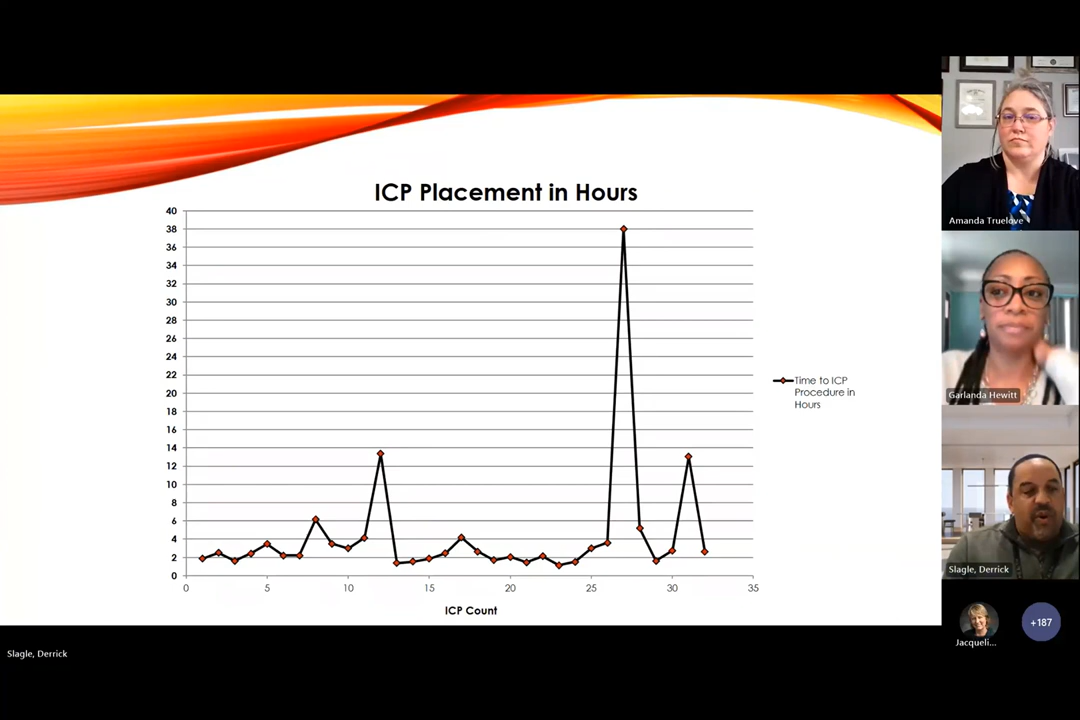 ICP Placement in Hours
40
38
36
34
32
30
28
26
24
22
20
18
16
14
12
10
8
6
4
2
0
0 5 10 15 20 25 30 35
ICP Count
Time to ICP
Procedure in
Hours
Amanda Truelove
Garlanda Hewitt
Slagle, Derrick
Jacqueli...
+187
Slagle, Derrick